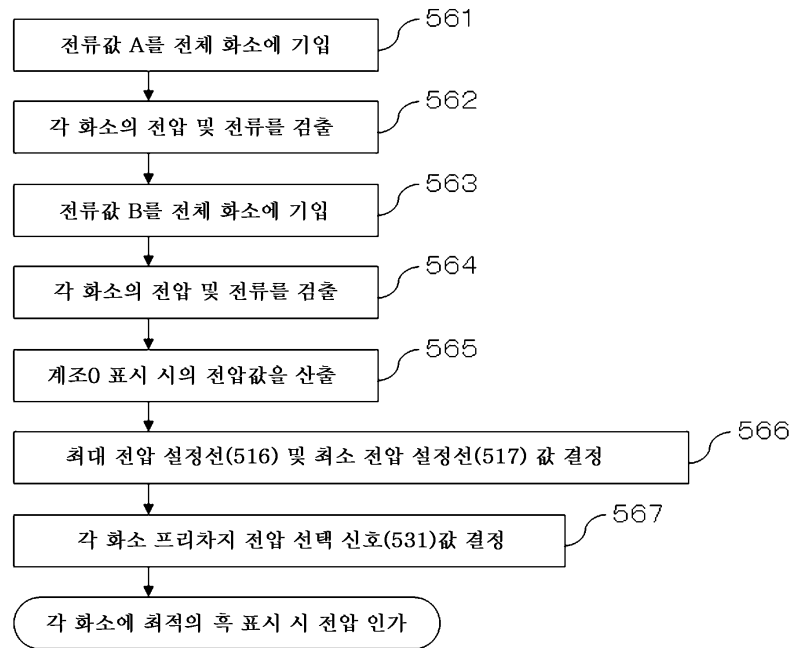 전류값 A를 전체 화소에 기입
561
각 화소의 전압 및 전류를 검출
562
전류값 B를 전체 화소에 기입
563
각 화소의 전압 및 전류를 검출
564
계조0 표시 시의 전압값을 산출
565
최대 전압 설정선(516) 및 최소 전압 설정선(517) 값 결정
566
각 화소 프리차지 전압 선택 신호(531)값 결정
567
각 화소에 최적의 흑 표시 시 전압 인가